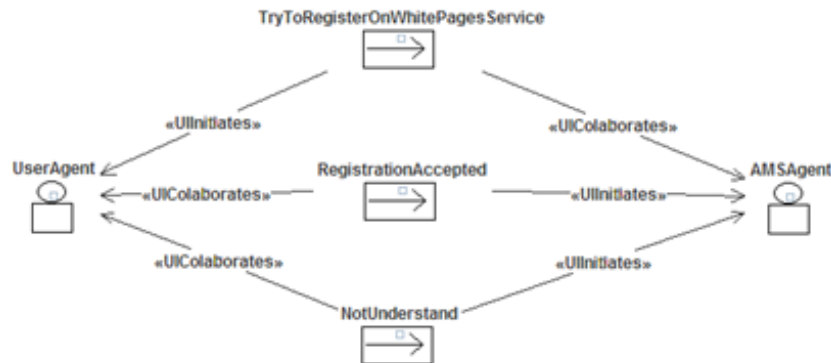 TryToRegisterOnWhitePagesService
«UIInitiates»
«UIColaborates»
UserAgent
RegistrationAccepted
AMSAgent
«UIColaborates»
«UIInitiates»
«UIColaborates»
«UIInitiates»
NotUnderstand